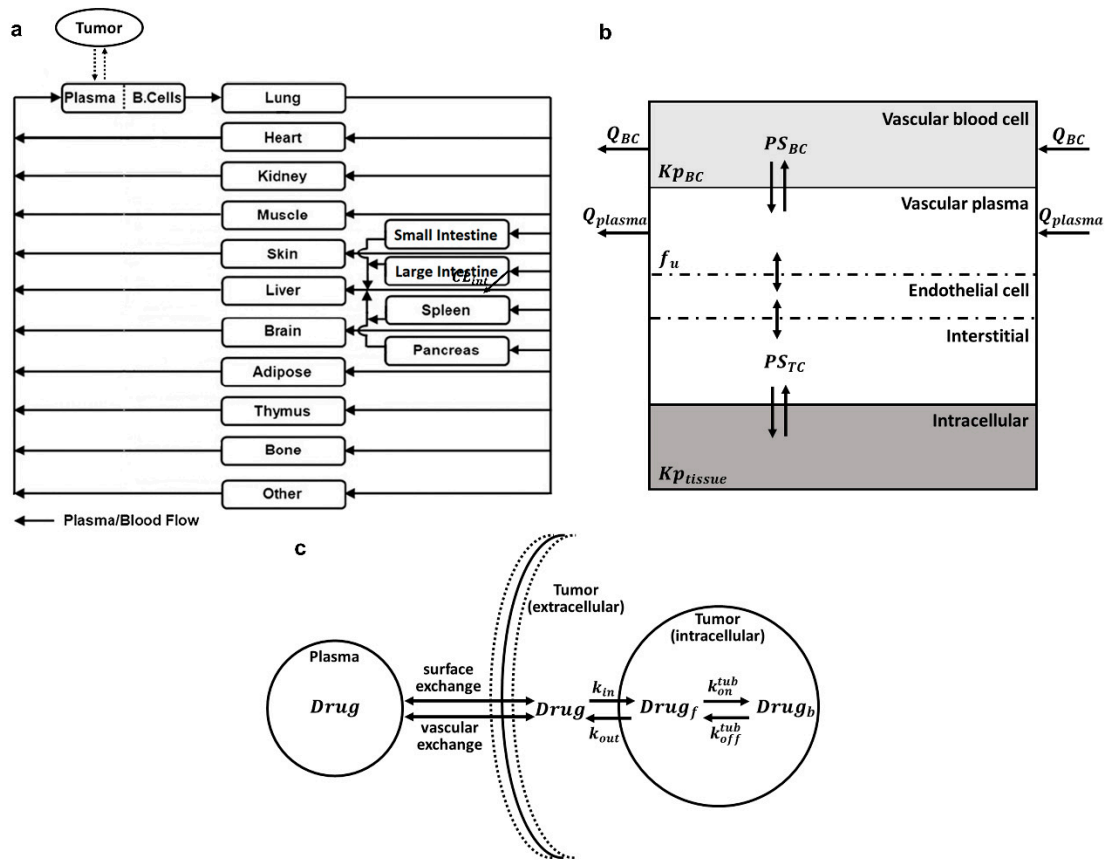 a
Tumor
Plasma B.Cells
Lung
Heart
Kidney
Muscle
Small Intestine
Skin
Large Intestine
CL_int
Liver
Spleen
Brain
Pancreas
Adipose
Thymus
Bone
Other
Plasma/Blood Flow
b
Vascular blood cell
Q_BC
PS_BC
Q_BC
Kp_BC
Vascular plasma
Q_plasma
Q_plasma
f_u
Endothelial cell
Interstitial
PS_TC
Intracellular
Kp_tissue
c
Tumor
(extracellular)
Tumor
(intracellular)
Plasma
surface
exchange
Drug
Drug
k_in
Drug_f
k_on^tub
Drug_b
vascular
exchange
k_out
k_off^tub